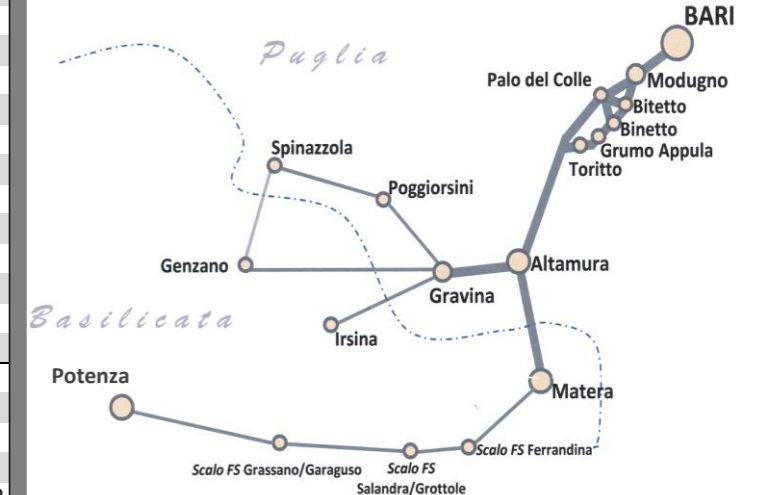 BARI
Puglia
Palo del Colle
Modugno
Bitetto
Binetto
Grumo Appula
Toritto
Spinazzola
Poggiorsini
Genzano
Altamura
Gravina
Basilicata
Irsina
Potenza
Matera
Scalo FS Ferrandina
Scalo FS Grassano/Garaguso
Scalo FS
Salandra/Grottole